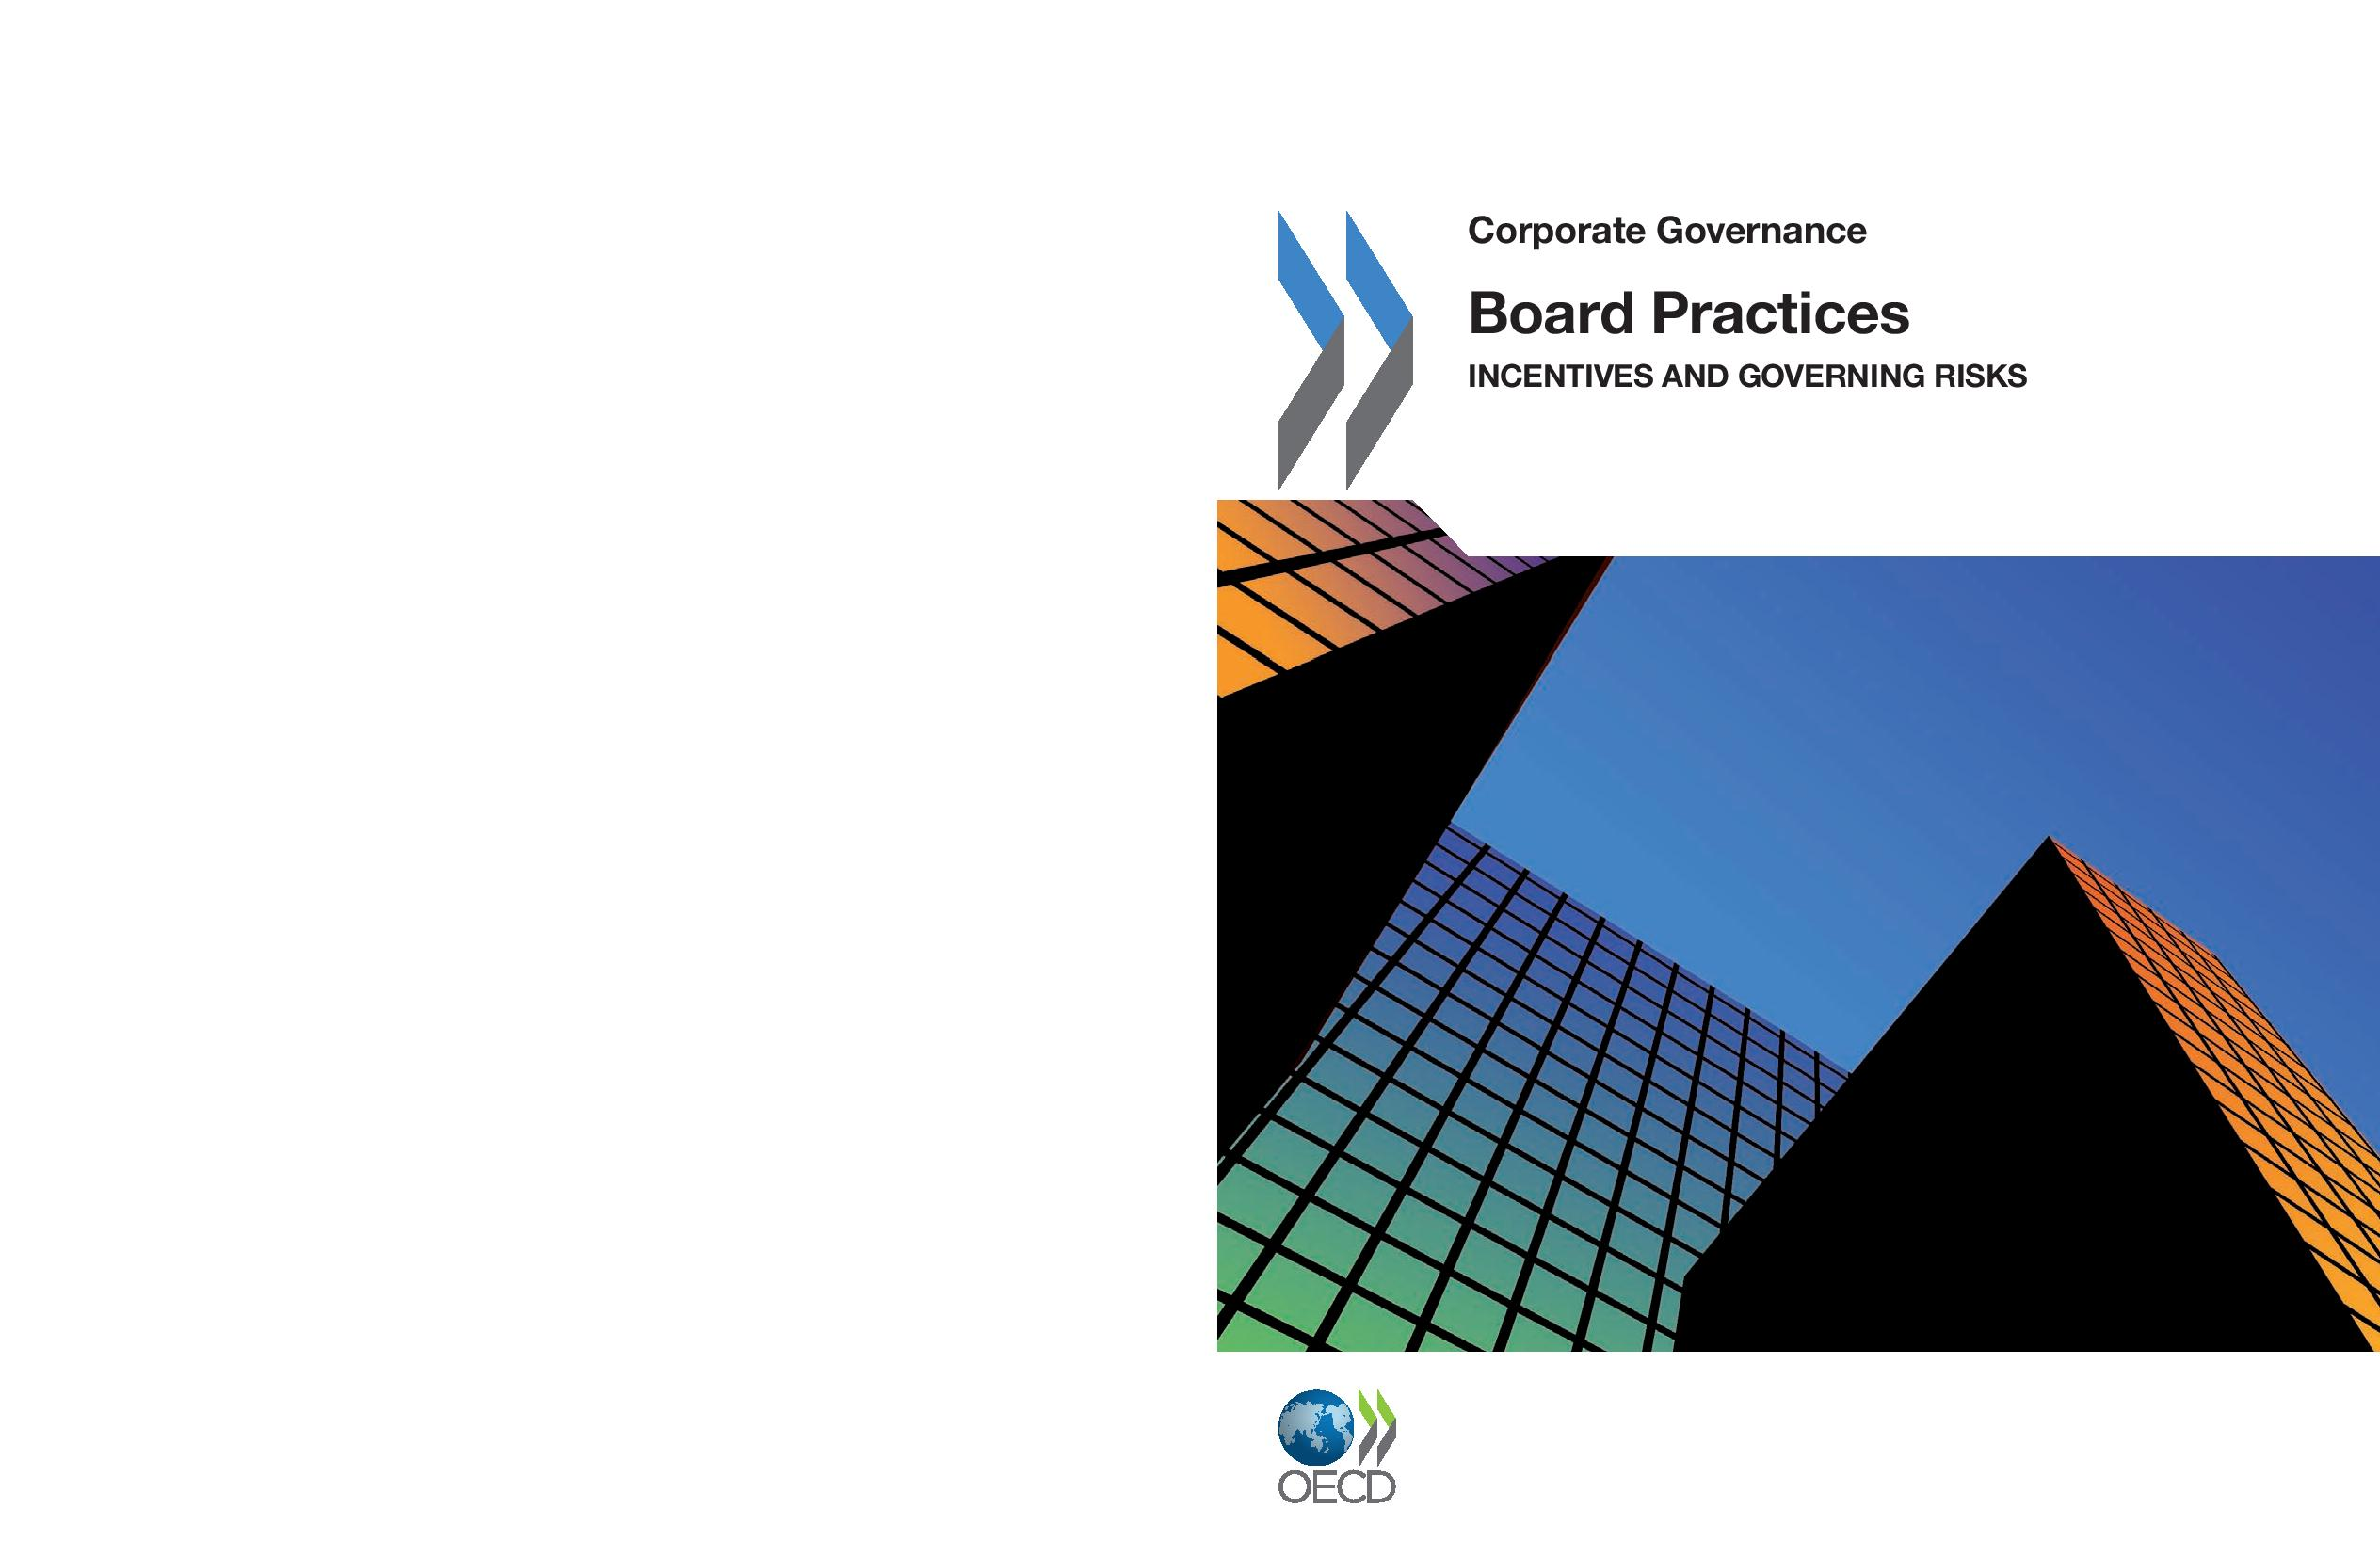 Corporate Governance
Board Practices
INCENTIVES AND GOVERNING RISKS
OECD